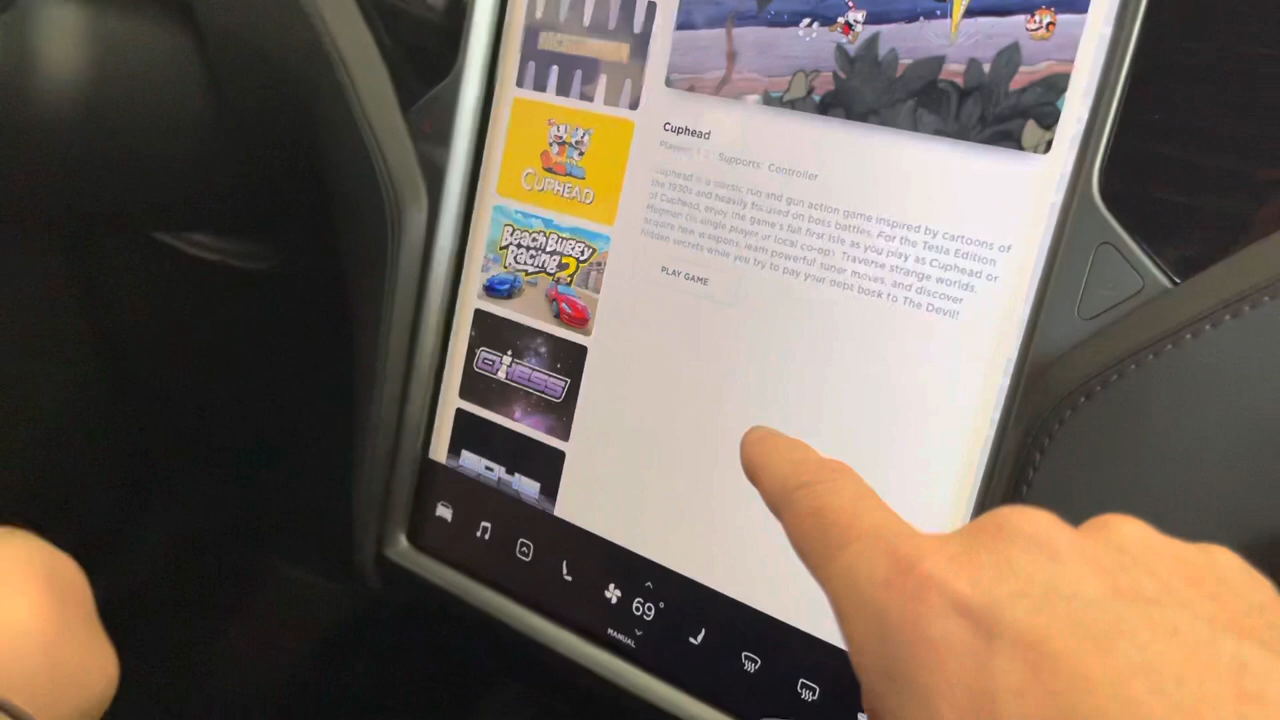 Cuphead
Supports: Controller
Cuphead is a classic run and gun action game inspired by cartoons of
the 1930s and heavily focused on boss battles. For the Tesla Edition
of Cuphead, enjoy the game's full first isle as you play as Cuphead or
Mugman (in single player or local co-op). Traverse strange worlds,
acquire new weapons, learn powerful super moves, and discover
hidden secrets while you try to pay your debt back to The Devil!
PLAY GAME
CUPHEAD
Beach Buggy
Racing 2
CHESS
2048
69°
MANUAL